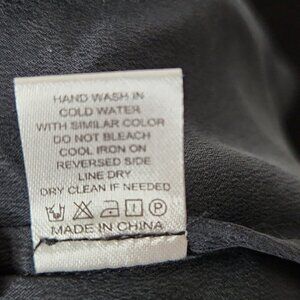 HAND WASH IN
COLD WATER
WITH SIMILAR COLOR
DO NOT BLEACH
COOL IRON ON
REVERSED SIDE
LINE DRY
DRY CLEAN IF NEEDED
P
MADE IN CHINA